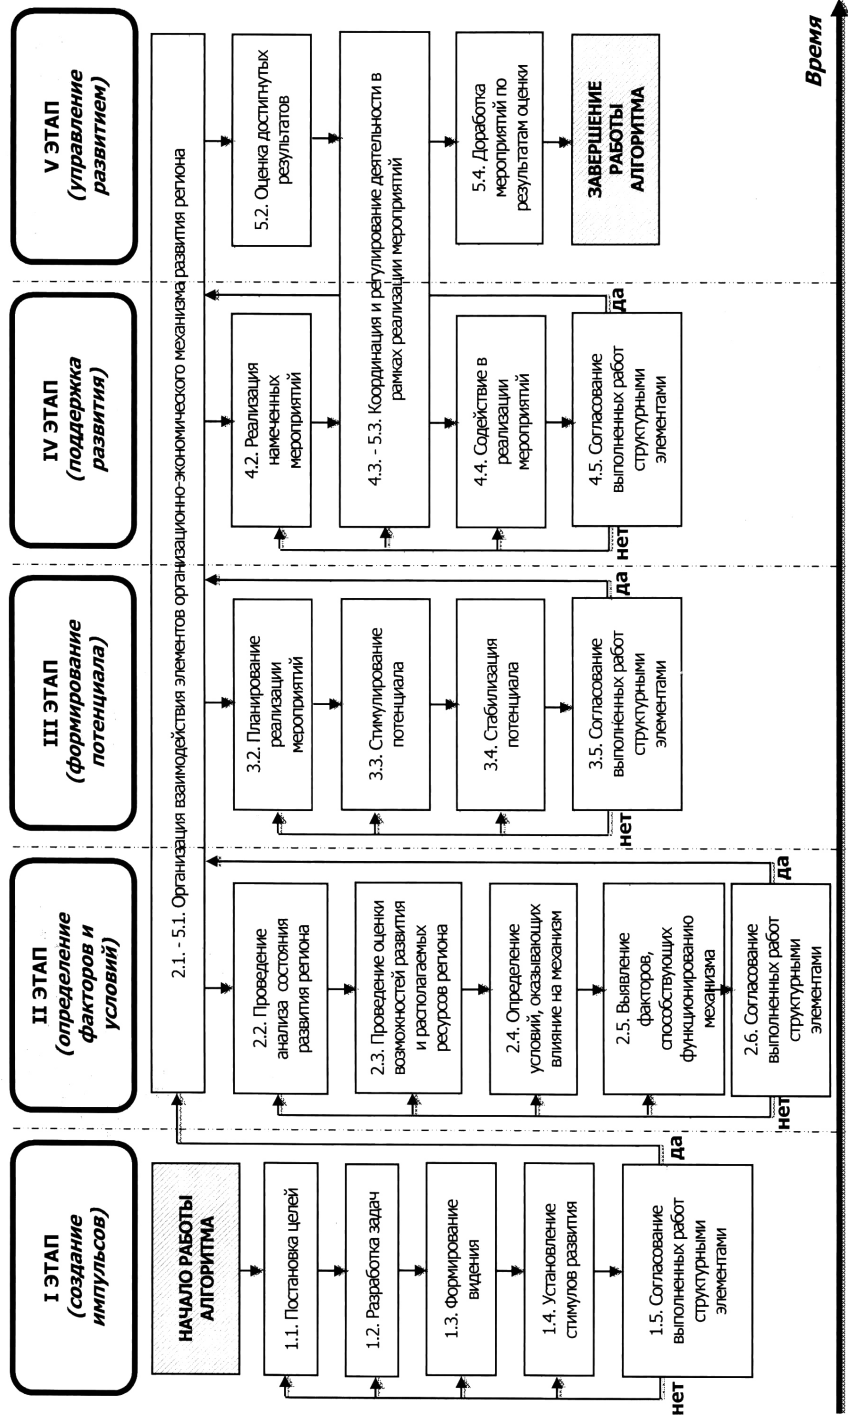 I ЭТАП
(создание
импульсов)
НАЧАЛО РАБОТЫ
АЛГОРИТМА
1.1. Постановка целей
1.2. Разработка задач
1.3. Формирование
видения
1.4. Установление
стимулов развития
1.5. Согласование
выполненных работ
структурными
элементами
нет
да
II ЭТАП
(определение
факторов и
условий)
2.1. - 5.1. Организация взаимодействия элементов организационно-экономического механизма развития региона
2.2. Проведение
анализа состояния
развития региона
2.3. Проведение оценки
возможностей развития
и располагаемых
ресурсов региона
2.4. Определение
условий, оказывающих
влияние на механизм
2.5. Выявление
факторов,
способствующих
функционированию
механизма
2.6. Согласование
выполненных работ
структурными
элементами
нет
да
III ЭТАП
(формирование
потенциала)
3.2. Планирование
реализации
мероприятий
3.3. Стимулирование
потенциала
3.4. Стабилизация
потенциала
3.5. Согласование
выполненных работ
структурными
элементами
нет
да
IV ЭТАП
(поддержка
развития)
4.2. Реализация
намеченных
мероприятий
4.3. - 5.3. Координация и регулирование деятельности в
рамках реализации мероприятий
4.4. Содействие в
реализации
мероприятий
4.5. Согласование
выполненных работ
структурными
элементами
нет
да
V ЭТАП
(управление
развитием)
5.2. Оценка достигнутых
результатов
5.4. Доработка
мероприятий по
результатам оценки
ЗАВЕРШЕНИЕ
РАБОТЫ
АЛГОРИТМА
Время